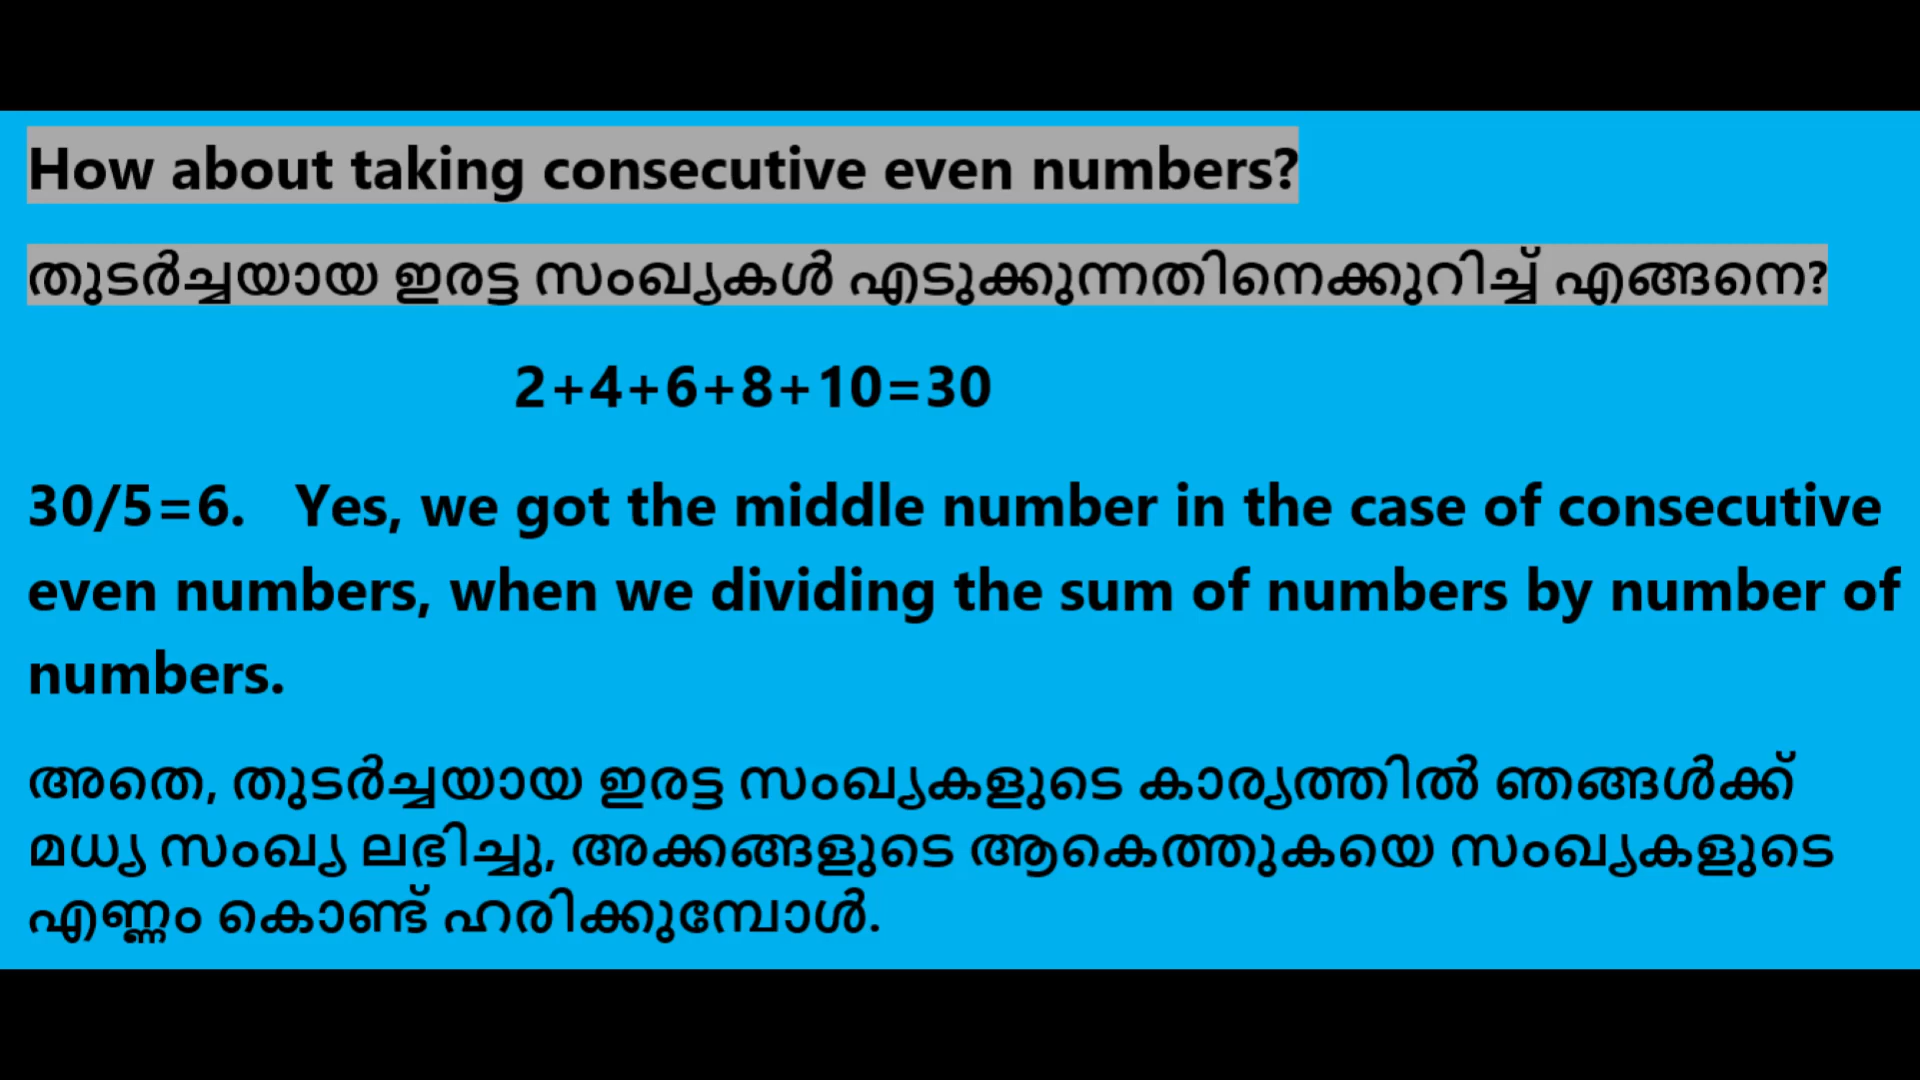 How about taking consecutive even numbers?
തുടർച്ചയായ ഇരട്ട സംഖ്യകൾ എടുക്കുന്നതിനെക്കുറിച്ച് എങ്ങനെ?
2+4+6+8+10=30
30/5=6. Yes, we got the middle number in the case of consecutive
even numbers, when we dividing the sum of numbers by number of
numbers.
അതെ, തുടർച്ചയായ ഇരട്ട സംഖ്യകളുടെ കാര്യത്തിൽ ഞങ്ങൾക്ക്
മധ്യ സംഖ്യ ലഭിച്ചു, അക്കങ്ങളുടെ ആകെത്തുകയെ സംഖ്യകളുടെ
എണ്ണം കൊണ്ട് ഹരിക്കുമ്പോൾ.